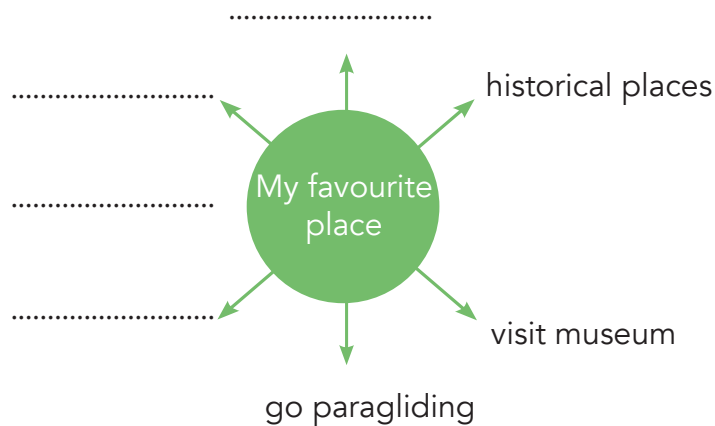 ............................
............................
historical places
My favourite
place
............................
............................
visit museum
go paragliding